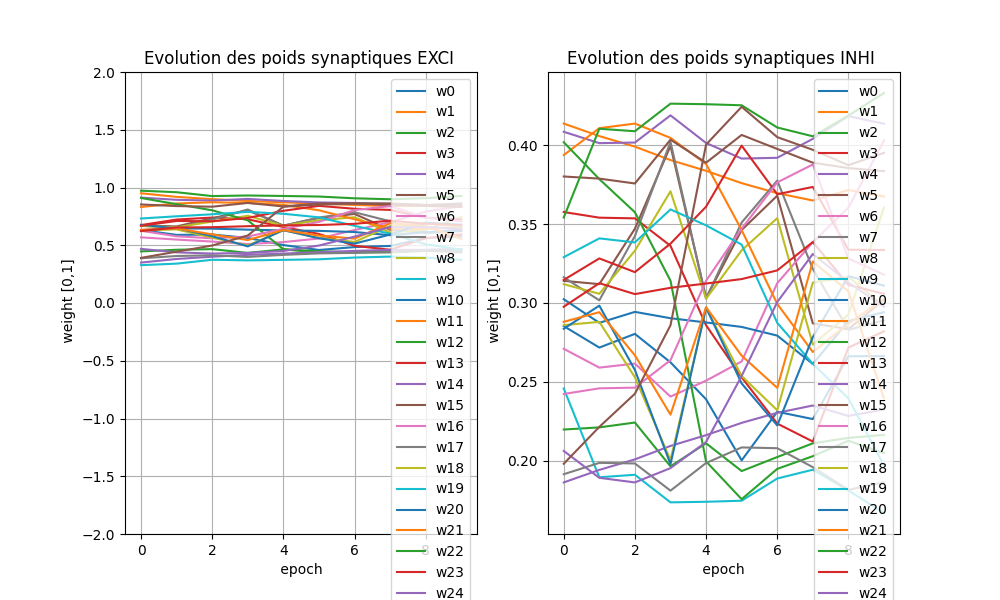 Evolution des poids synaptiques EXCI
2.0
1.5
1.0
0.5
0.0
−0.5
−1.0
−1.5
−2.0
weight [0,1]
0
2
4
6
8
epoch
w0
w1
w2
w3
w4
w5
w6
w7
w8
w9
w10
w11
w12
w13
w14
w15
w16
w17
w18
w19
w20
w21
w22
w23
w24
Evolution des poids synaptiques INHI
0.40
0.35
0.30
0.25
0.20
weight [0,1]
0
2
4
6
8
epoch
w0
w1
w2
w3
w4
w5
w6
w7
w8
w9
w10
w11
w12
w13
w14
w15
w16
w17
w18
w19
w20
w21
w22
w23
w24